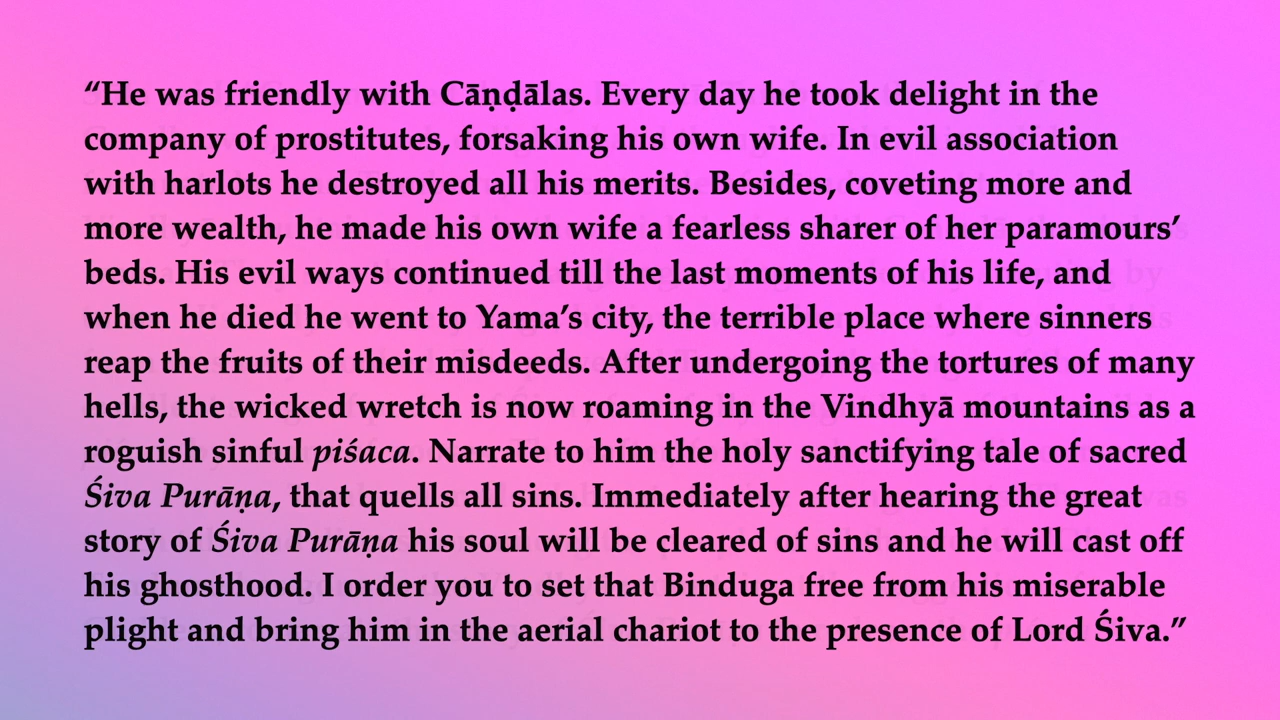 “He was friendly with Cāṇḍālas. Every day he took delight in the
company of prostitutes, forsaking his own wife. In evil association
with harlots he destroyed all his merits. Besides, coveting more and
more wealth, he made his own wife a fearless sharer of her paramours’
beds. His evil ways continued till the last moments of his life, and
when he died he went to Yama’s city, the terrible place where sinners
reap the fruits of their misdeeds. After undergoing the tortures of many
hells, the wicked wretch is now roaming in the Vindhyā mountains as a
roguish sinful piśaca. Narrate to him the holy sanctifying tale of sacred
Śiva Purāṇa, that quells all sins. Immediately after hearing the great
story of Śiva Purāṇa his soul will be cleared of sins and he will cast off
his ghosthood. I order you to set that Binduga free from his miserable
plight and bring him in the aerial chariot to the presence of Lord Śiva.”